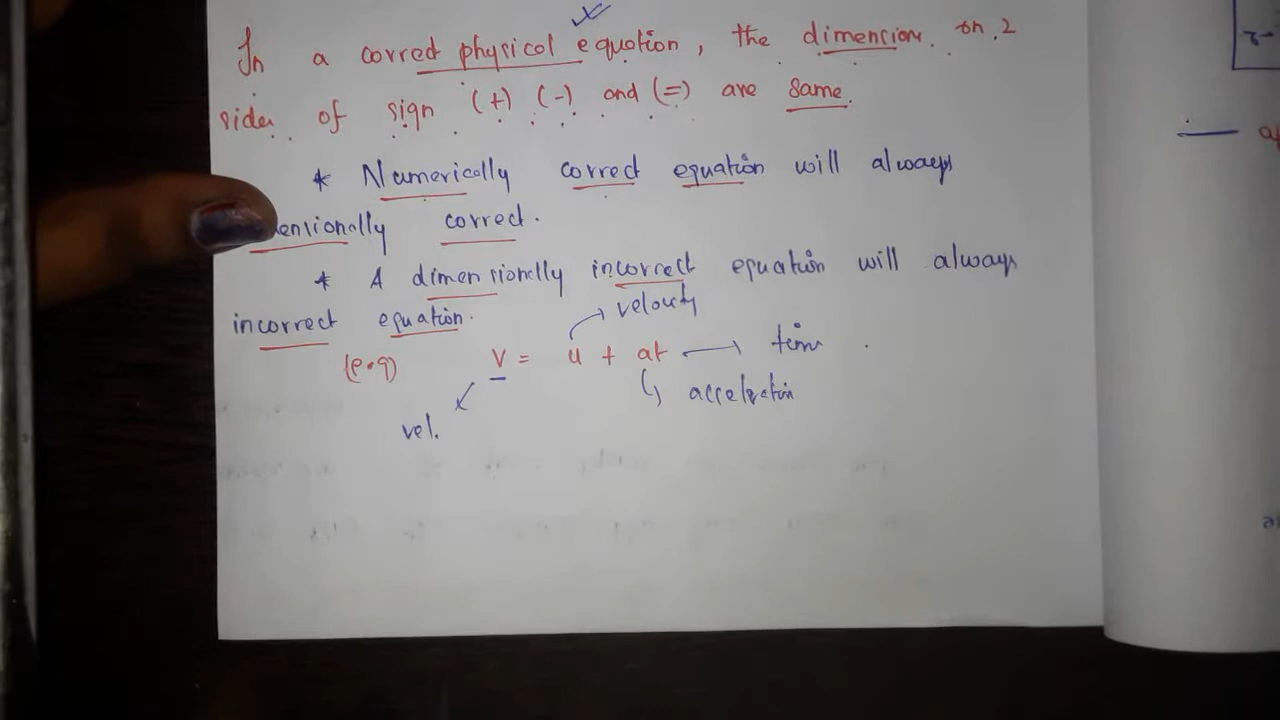 In a correct physical equation, the dimension on 2
sides of sign (+) (-) and (=) are same.
* Numerically correct equation will always
ensionally correct.
* A dimensionally incorrect equation will always
incorrect equation.
velocity
(e.g) V = u + at → time
acceleration
vel.